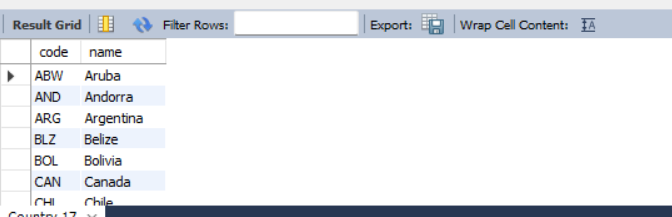 Result Grid Filter Rows: Export: Wrap Cell Content: IA
code name
ABW Aruba
AND Andorra
ARG Argentina
BLZ Belize
BOL Bolivia
CAN Canada
CHL Chile
Country 17